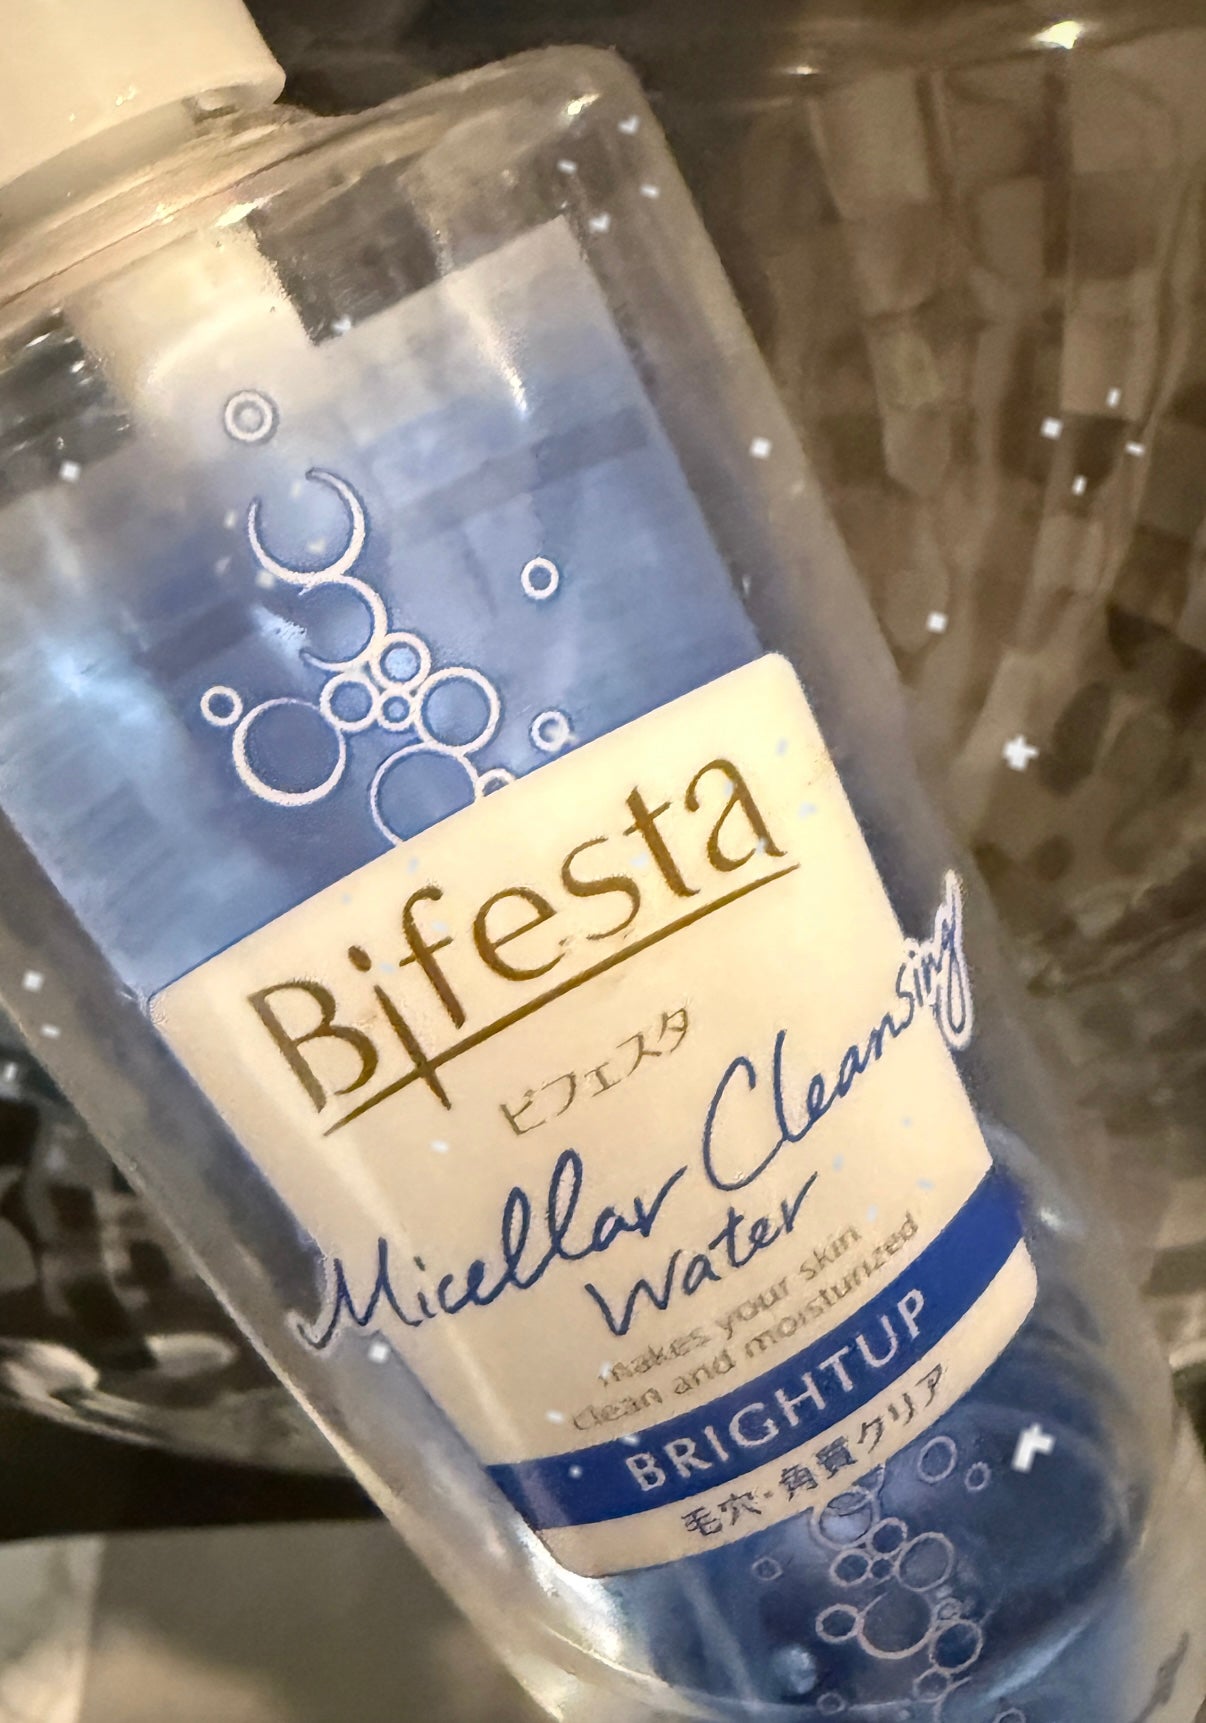 Bifesta
ビフェスタ
Micellar Cleansing
Water
makes your skin
clean and moisturized
BRIGHTUP
毛穴・角質クリア